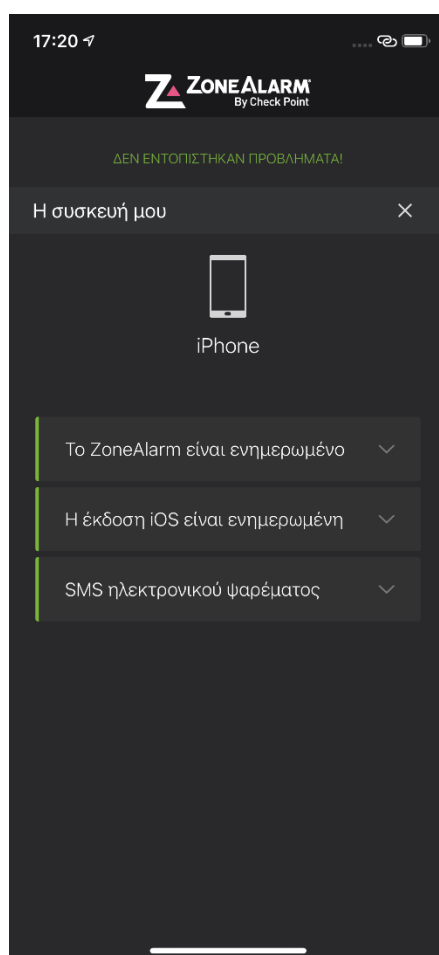 17:20
ZONEALARM
By Check Point
ΔΕΝ ΕΝΤΟΠΙΣΤΗΚΑΝ ΠΡΟΒΛΗΜΑΤΑ!
Η συσκευή μου
iPhone
Το ZoneAlarm είναι ενημερωμένο
Η έκδοση iOS είναι ενημερωμένη
SMS ηλεκτρονικού ψαρέματος